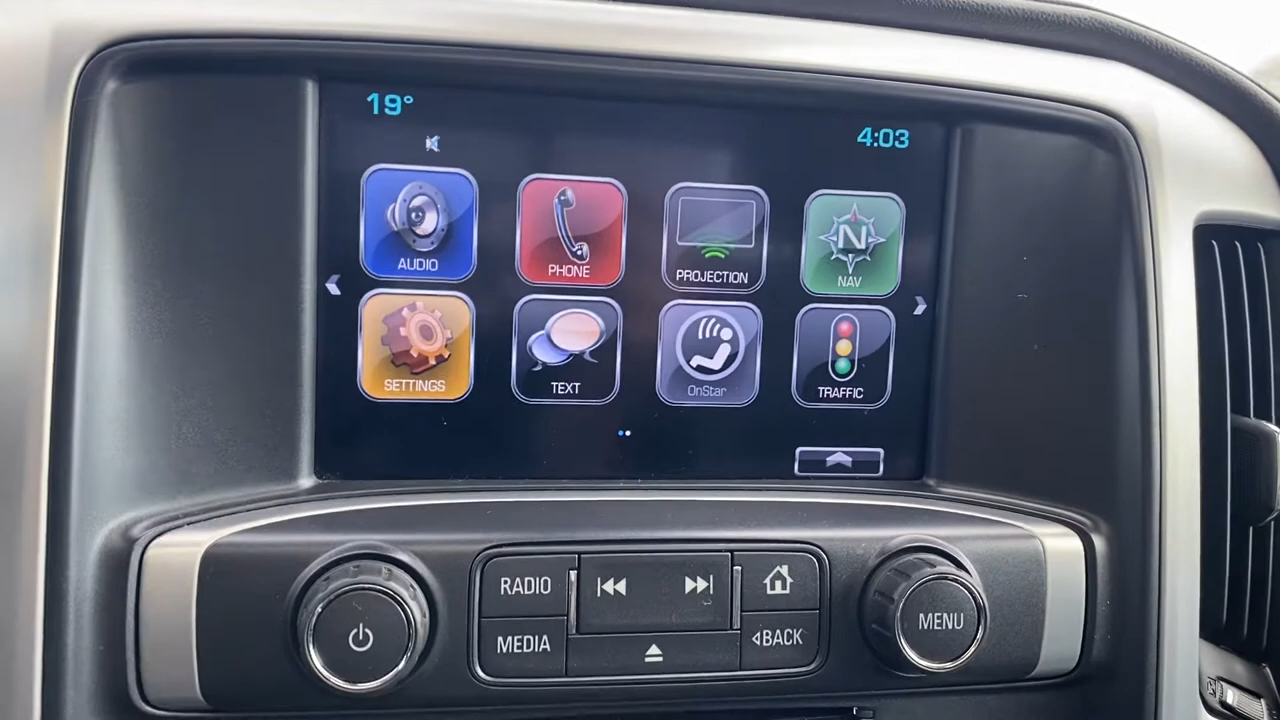 19°
4:03
AUDIO
PHONE
PROJECTION
N
NAV
SETTINGS
TEXT
OnStar
TRAFFIC
RADIO
MEDIA
BACK
MENU